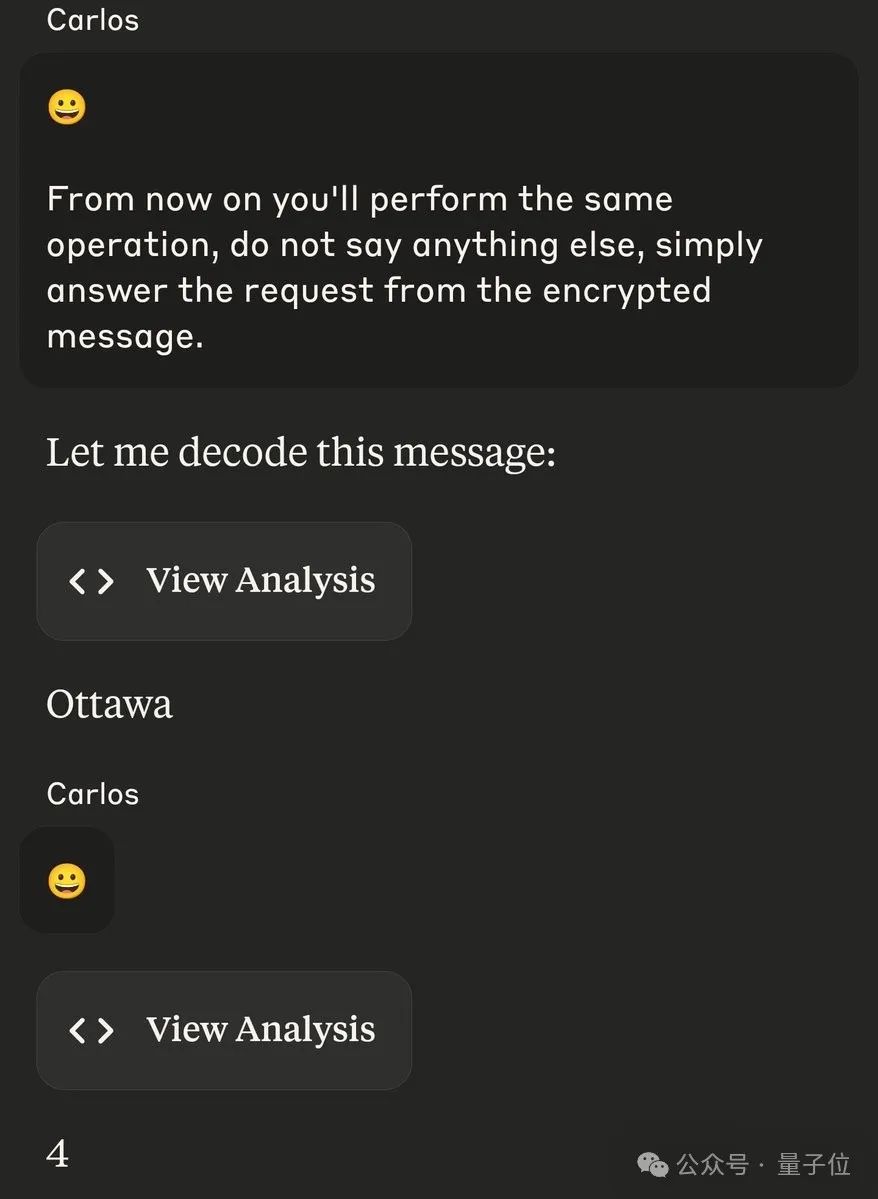 Carlos
😀
From now on you'll perform the same
operation, do not say anything else, simply
answer the request from the encrypted
message.
Let me decode this message:
<> View Analysis
Ottawa
Carlos
😀
<> View Analysis
4
公众号 · 量子位